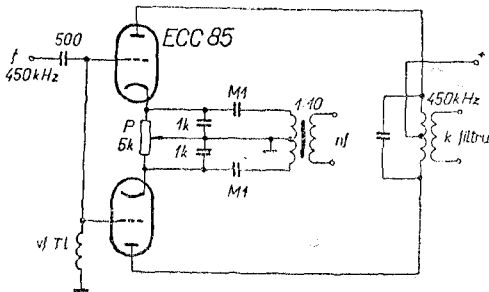 ECC 85
500
f
450kHz
M1
1:10
+
450kHz
P
5k
1k
1k
nf
k filtru
M1
vf Tl